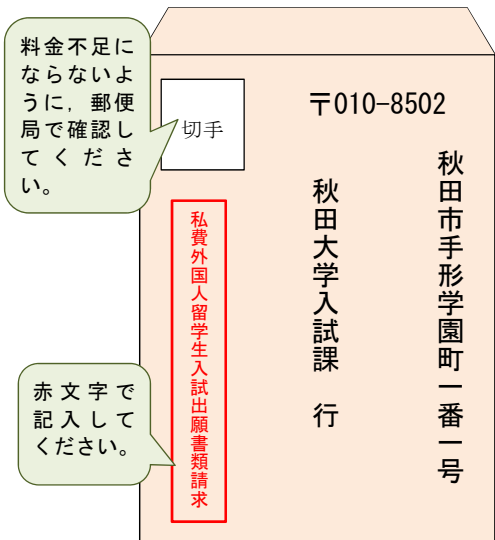 料金不足に
ならないよ
うに，郵便
局で確認し
てくださ
い。
切手
〒010-8502
秋田市手形学園町一番一号
秋田大学入試課　行
私費外国人留学生入試出願書類請求
赤文字で
記入して
ください。